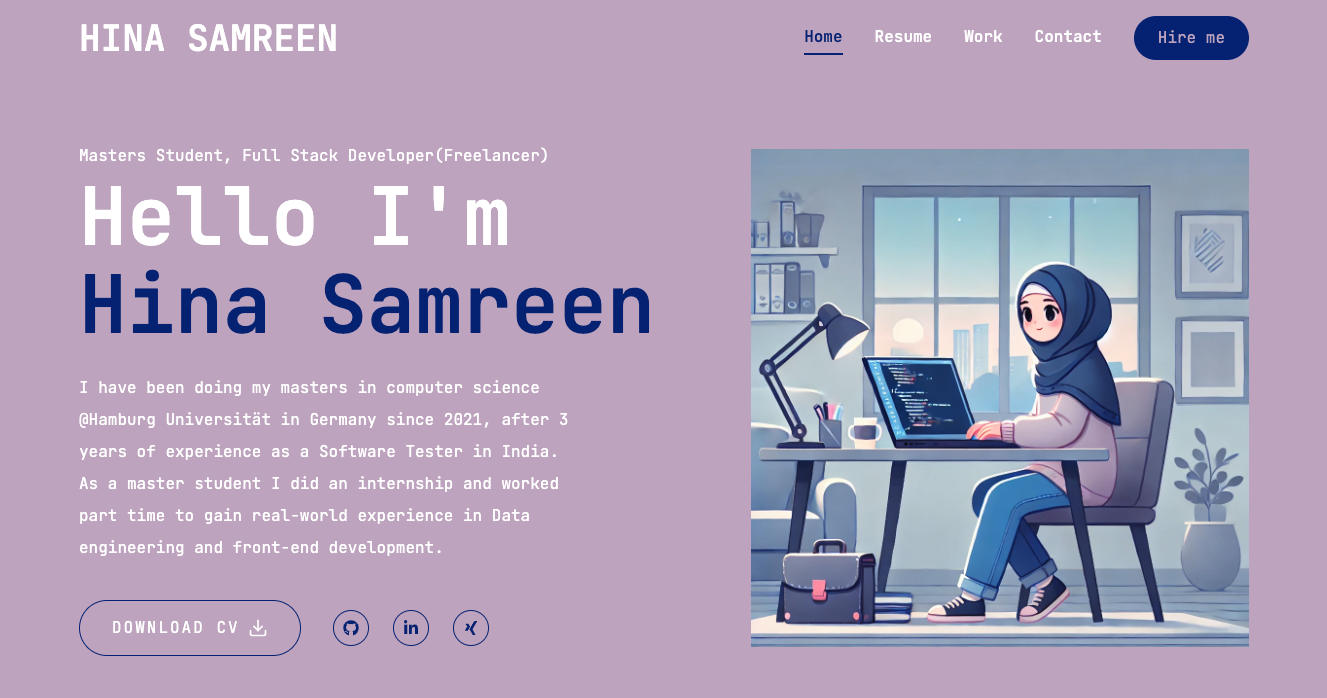 HINA SAMREEN
Home
Resume
Work
Contact
Hire me
Masters Student, Full Stack Developer(Freelancer)
Hello I'm
Hina Samreen
I have been doing my masters in computer science
@Hamburg Universität in Germany since 2021, after 3
years of experience as a Software Tester in India.
As a master student I did an internship and worked
part time to gain real-world experience in Data
engineering and front-end development.
DOWNLOAD CV
in